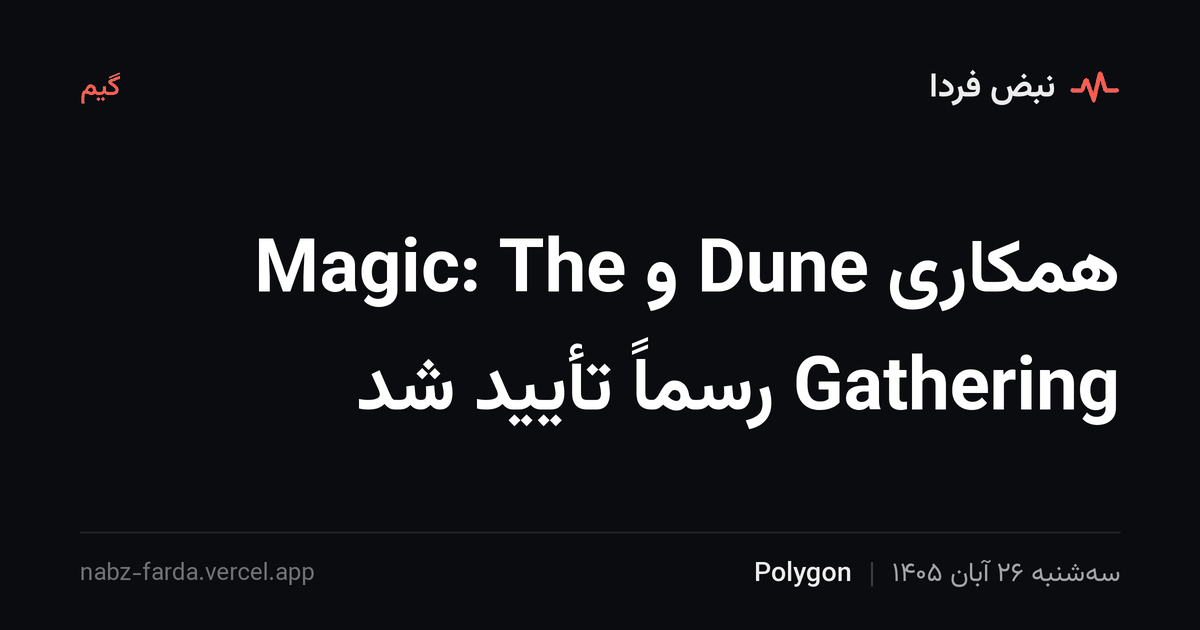 نبض فردا
گیم
همکاری Dune و Magic: The
Gathering رسماً تأیید شد
سه‌شنبه ۲۶ آبان ۱۴۰۵ | Polygon
nabz-farda.vercel.app